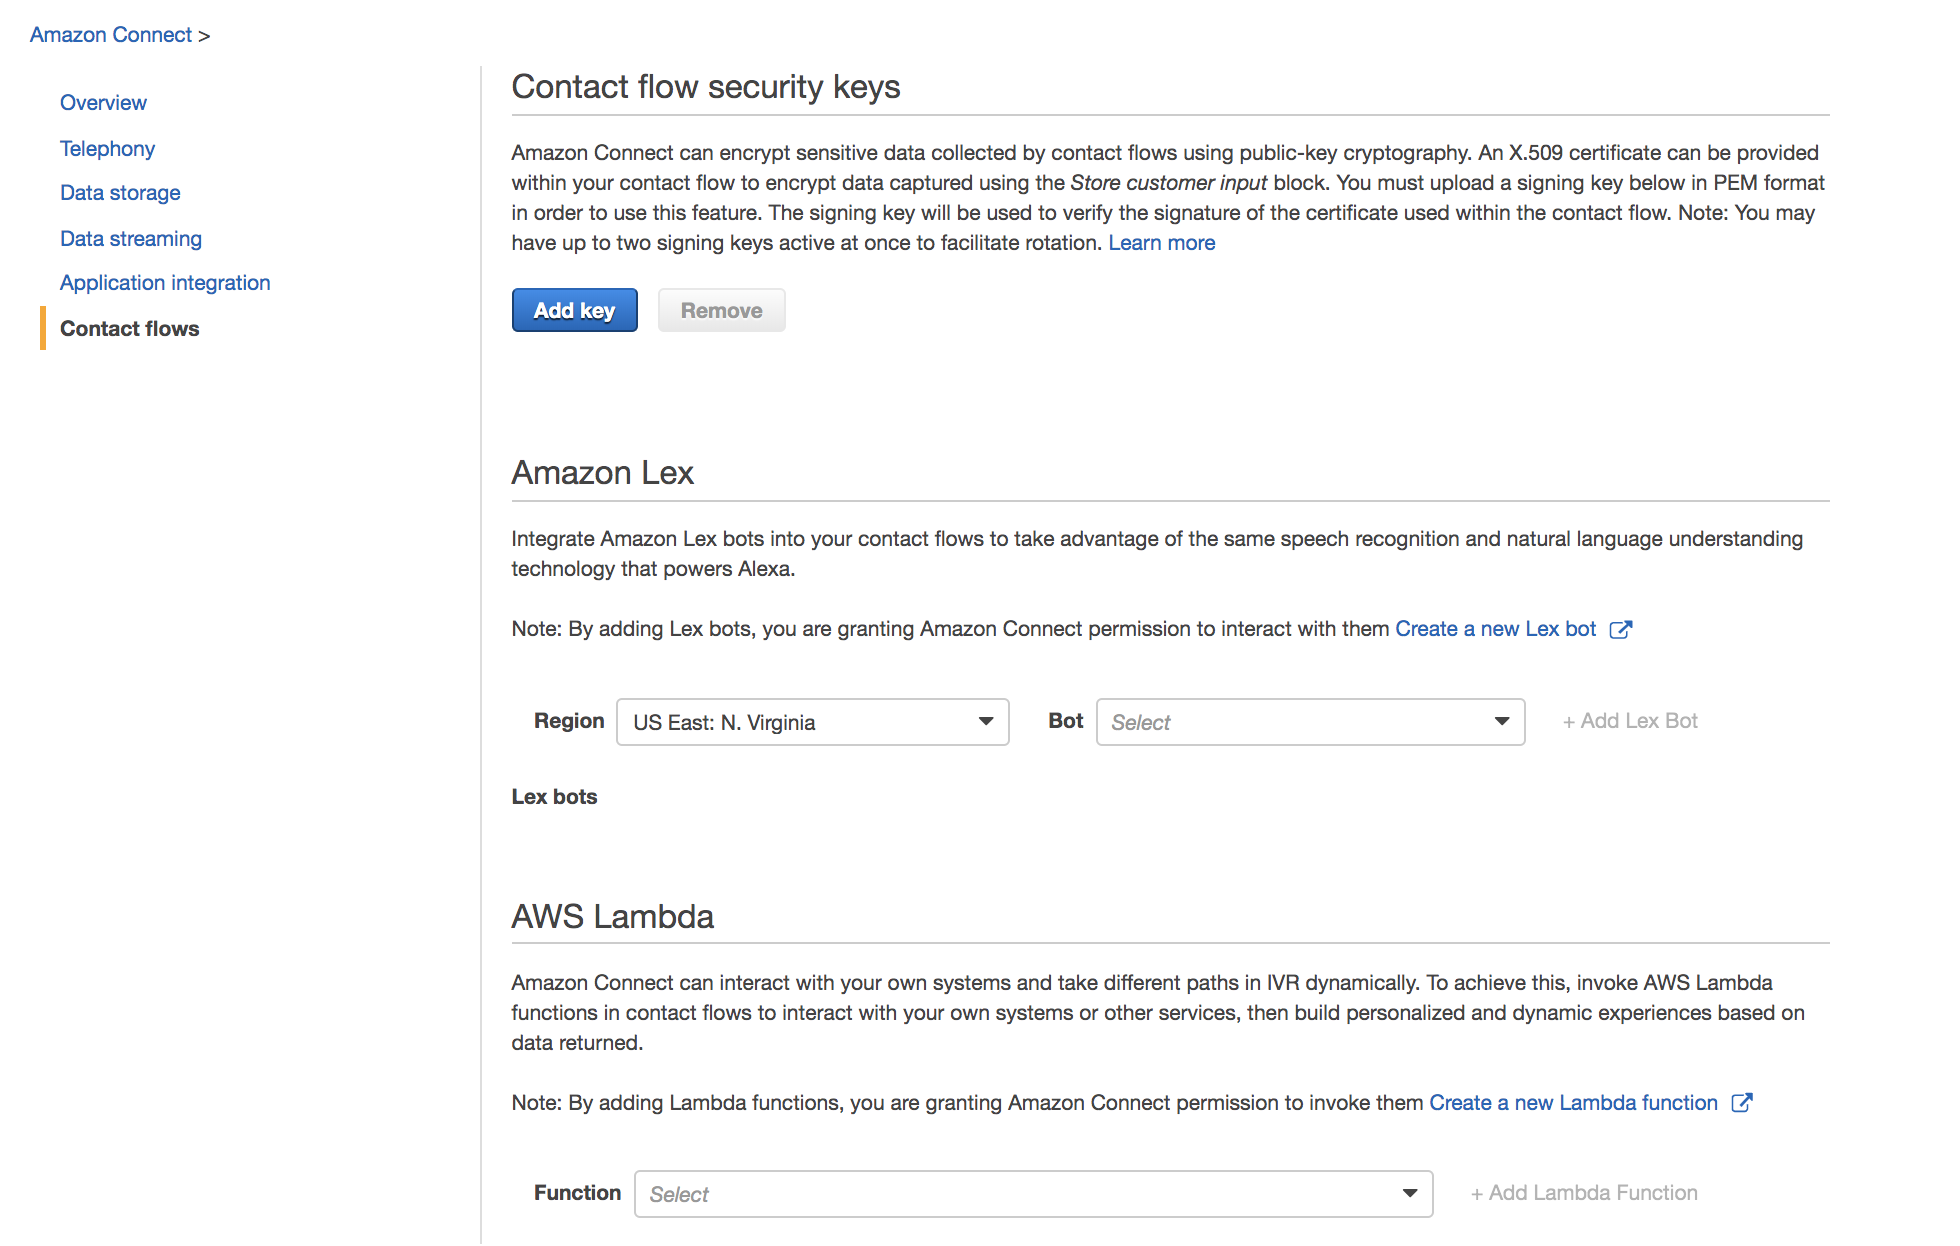 Amazon Connect >
Overview
Telephony
Data storage
Data streaming
Application integration
Contact flows
Contact flow security keys
Amazon Connect can encrypt sensitive data collected by contact flows using public-key cryptography. An X.509 certificate can be provided
within your contact flow to encrypt data captured using the Store customer input block. You must upload a signing key below in PEM format
in order to use this feature. The signing key will be used to verify the signature of the certificate used within the contact flow. Note: You may
have up to two signing keys active at once to facilitate rotation. Learn more
Add key Remove
Amazon Lex
Integrate Amazon Lex bots into your contact flows to take advantage of the same speech recognition and natural language understanding
technology that powers Alexa.
Note: By adding Lex bots, you are granting Amazon Connect permission to interact with them Create a new Lex bot
Region US East: N. Virginia Bot Select + Add Lex Bot
Lex bots
AWS Lambda
Amazon Connect can interact with your own systems and take different paths in IVR dynamically. To achieve this, invoke AWS Lambda
functions in contact flows to interact with your own systems or other services, then build personalized and dynamic experiences based on
data returned.
Note: By adding Lambda functions, you are granting Amazon Connect permission to invoke them Create a new Lambda function
Function Select + Add Lambda Function